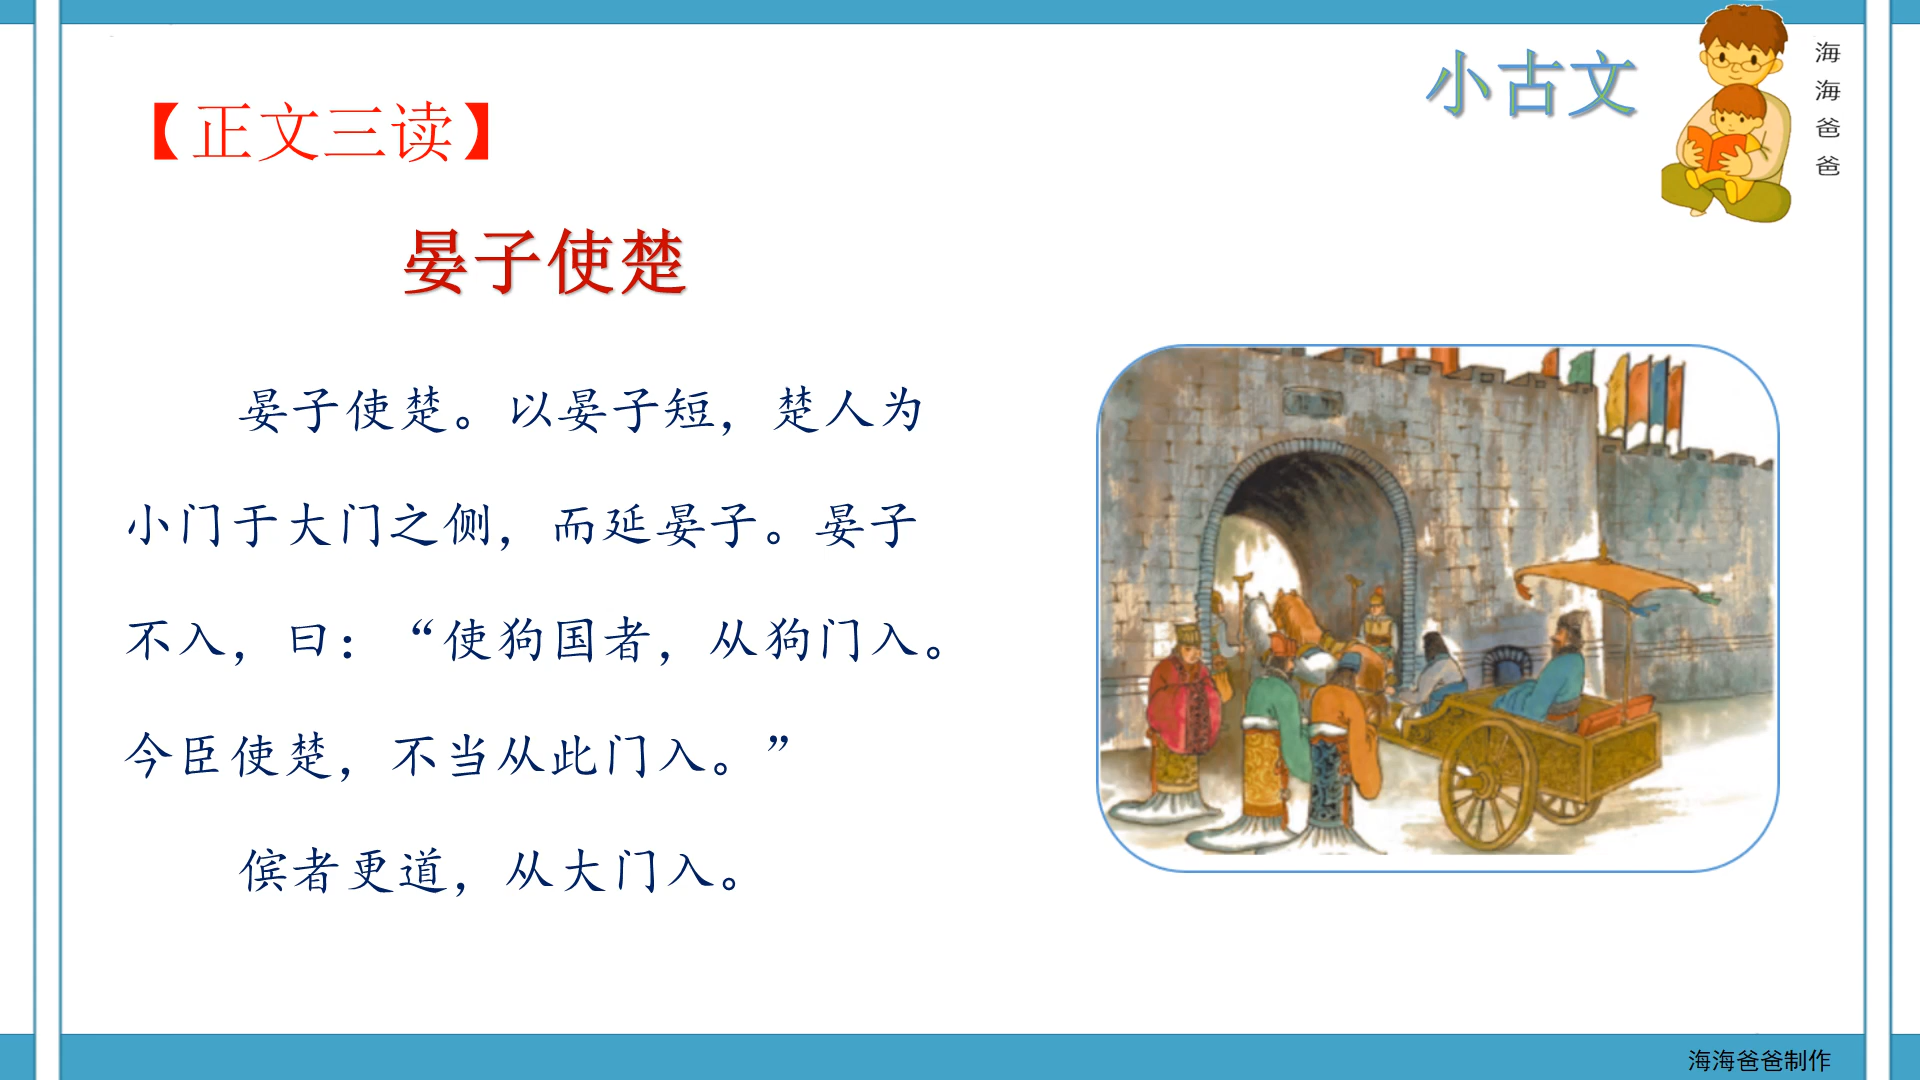 小古文
海海爸爸
【正文三读】
晏子使楚
晏子使楚。以晏子短，楚人为
小门于大门之侧，而延晏子。晏子
不入，曰：“使狗国者，从狗门入。
今臣使楚，不当从此门入。”
傧者更道，从大门入。
海海爸爸制作